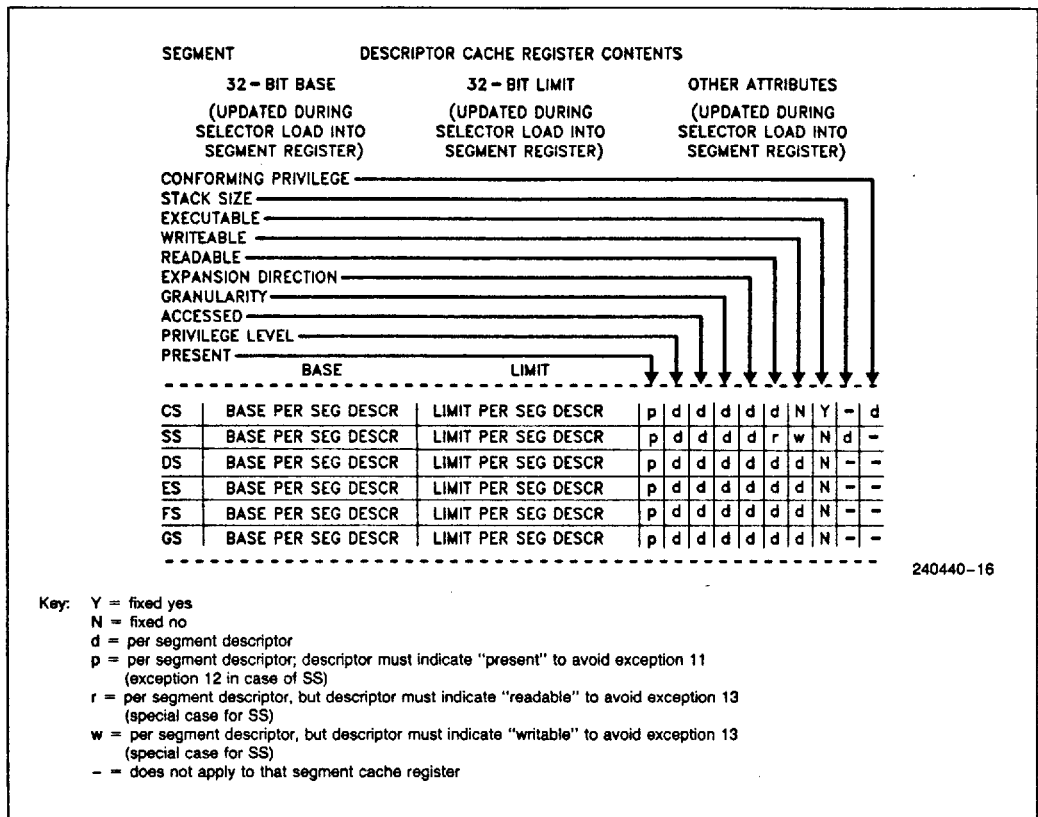 SEGMENT DESCRIPTOR CACHE REGISTER CONTENTS
32-BIT BASE 32-BIT LIMIT OTHER ATTRIBUTES
(UPDATED DURING (UPDATED DURING (UPDATED DURING
SELECTOR LOAD INTO SELECTOR LOAD INTO SELECTOR LOAD INTO
SEGMENT REGISTER) SEGMENT REGISTER) SEGMENT REGISTER)
CONFORMING PRIVILEGE
STACK SIZE
EXECUTABLE
WRITEABLE
READABLE
EXPANSION DIRECTION
GRANULARITY
ACCESSED
PRIVILEGE LEVEL
PRESENT
BASE LIMIT
CS BASE PER SEG DESCR LIMIT PER SEG DESCR p d d d d d N Y - d
SS BASE PER SEG DESCR LIMIT PER SEG DESCR p d d d d r w N d -
DS BASE PER SEG DESCR LIMIT PER SEG DESCR p d d d d d d N - -
ES BASE PER SEG DESCR LIMIT PER SEG DESCR p d d d d d d N - -
FS BASE PER SEG DESCR LIMIT PER SEG DESCR p d d d d d d N - -
GS BASE PER SEG DESCR LIMIT PER SEG DESCR p d d d d d d N - -
240440-16
Key: Y = fixed yes
N = fixed no
d = per segment descriptor
p = per segment descriptor; descriptor must indicate "present" to avoid exception 11
(exception 12 in case of SS)
r = per segment descriptor, but descriptor must indicate "readable" to avoid exception 13
(special case for SS)
w = per segment descriptor, but descriptor must indicate "writable" to avoid exception 13
(special case for SS)
- = does not apply to that segment cache register